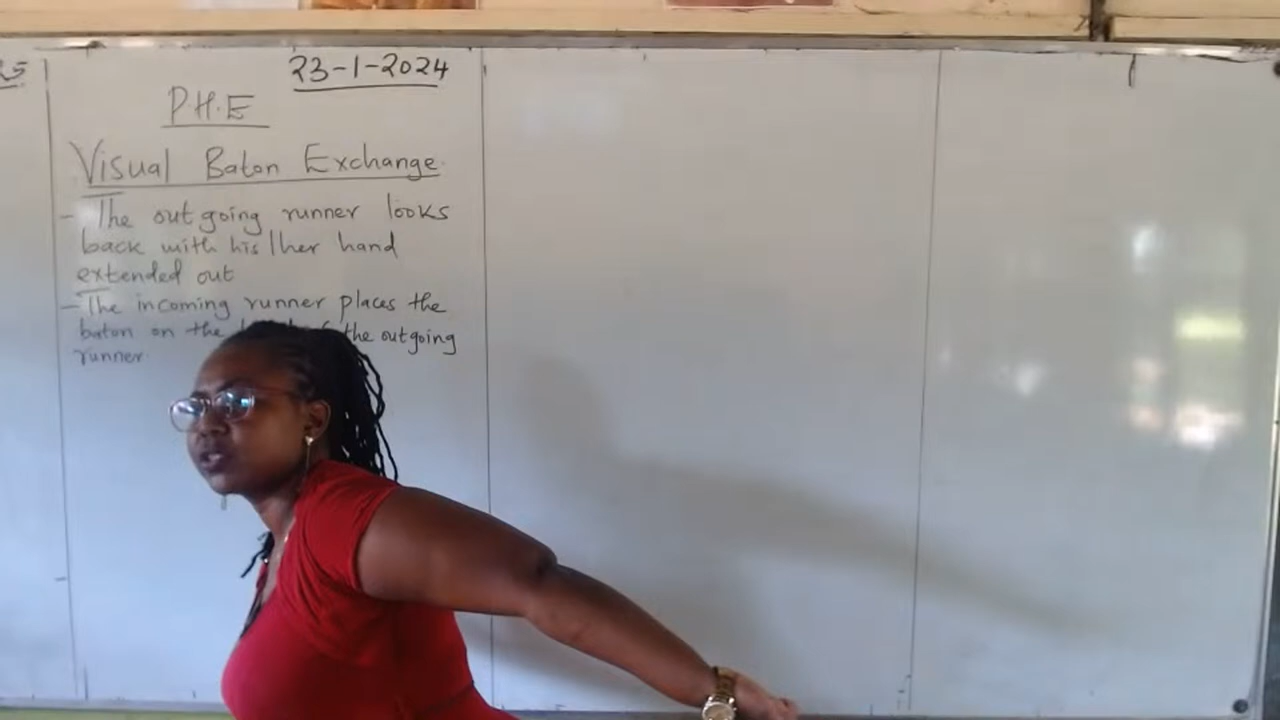 23-1-2024
P.H.E
Visual Baton Exchange
- The outgoing runner looks
back with his/her hand
extended out
- The incoming runner places the
baton on the the outgoing
runner.